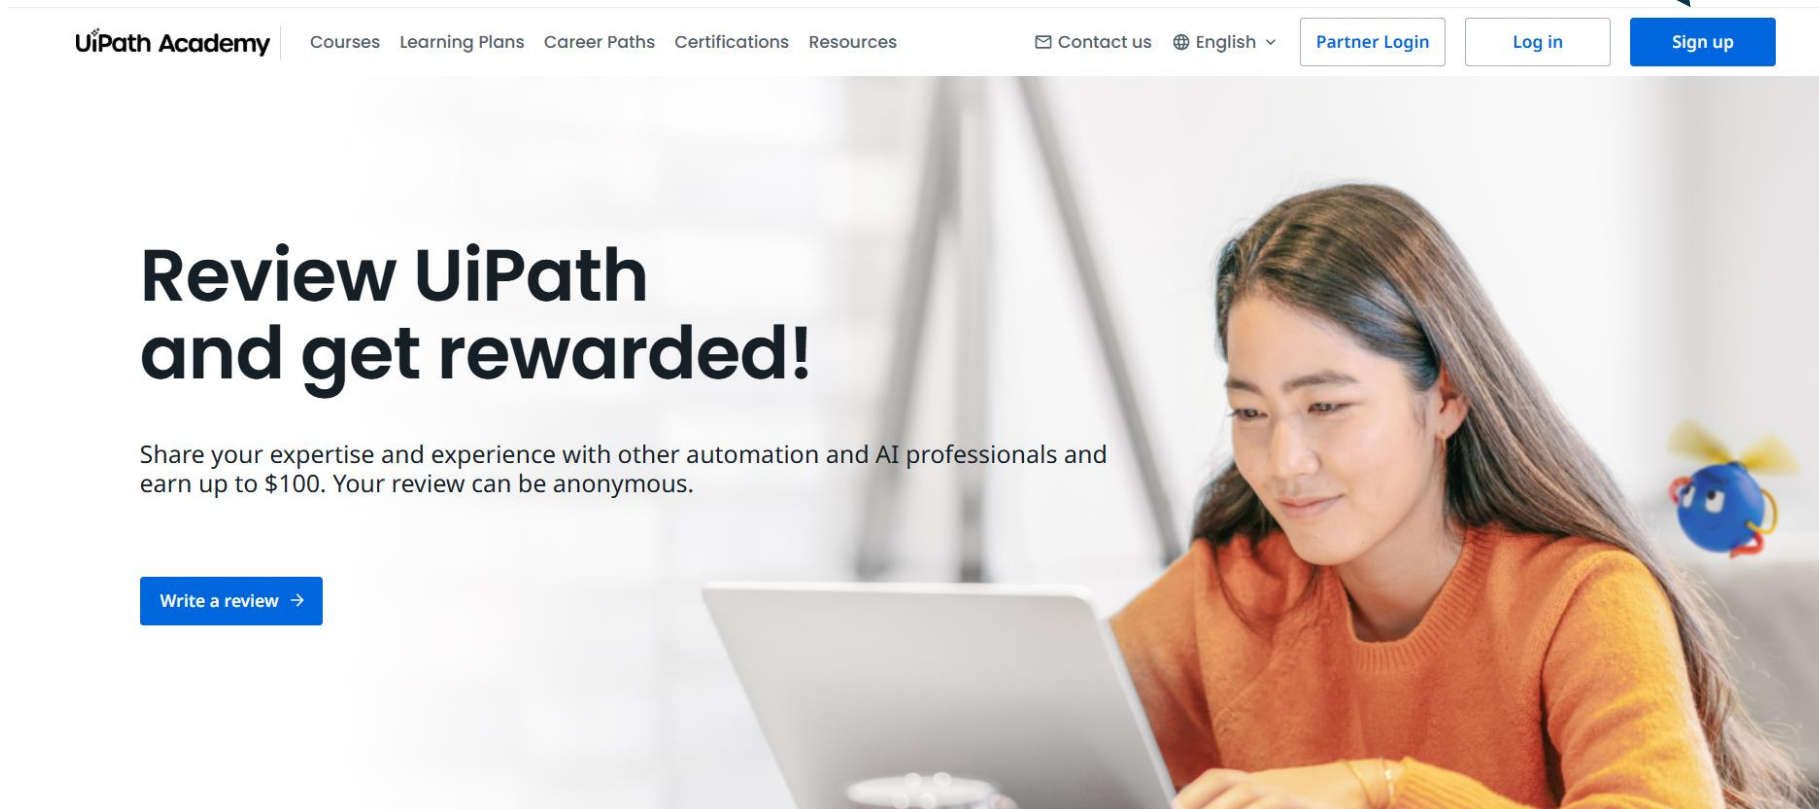 UiPath Academy
Courses Learning Plans Career Paths Certifications Resources
Contact us English Partner Login Log in Sign up
Review UiPath
and get rewarded!
Share your expertise and experience with other automation and AI professionals and
earn up to $100. Your review can be anonymous.
Write a review →